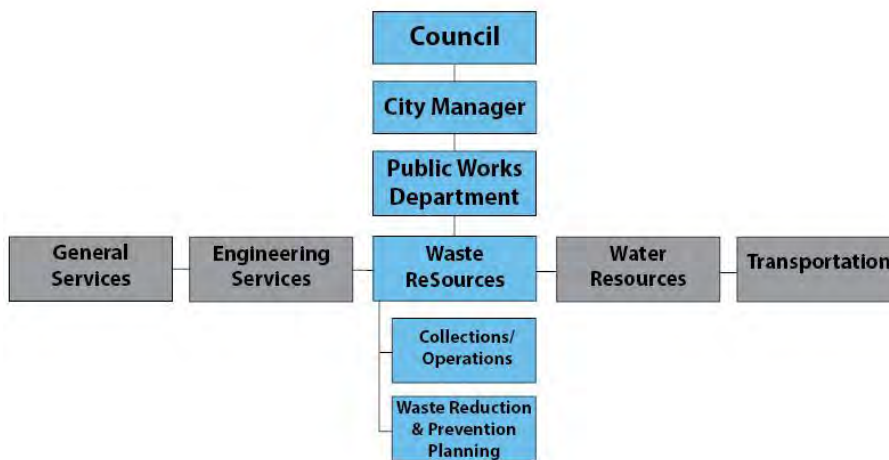 Council
City Manager
Public Works
Department
General
Services
Engineering
Services
Waste
ReSources
Water
Resources
Transportation
Collections/
Operations
Waste Reduction
& Prevention
Planning